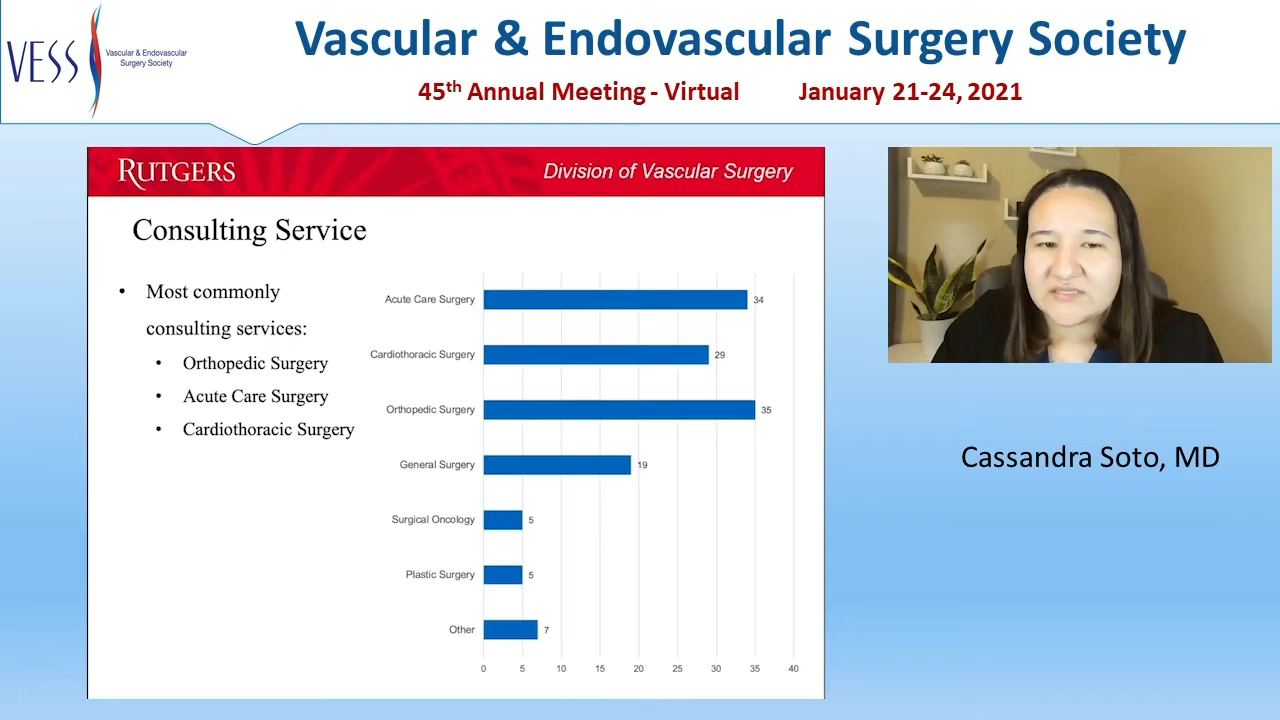 VESS
Vascular & Endovascular
Surgery Society
Vascular & Endovascular Surgery Society
45th Annual Meeting - Virtual January 21-24, 2021
RUTGERS
Division of Vascular Surgery
Consulting Service
• Most commonly
consulting services:
• Orthopedic Surgery
• Acute Care Surgery
• Cardiothoracic Surgery
Acute Care Surgery 34
Cardiothoracic Surgery 29
Orthopedic Surgery 35
General Surgery 19
Surgical Oncology 5
Plastic Surgery 5
Other 7
0 5 10 15 20 25 30 35 40
Cassandra Soto, MD